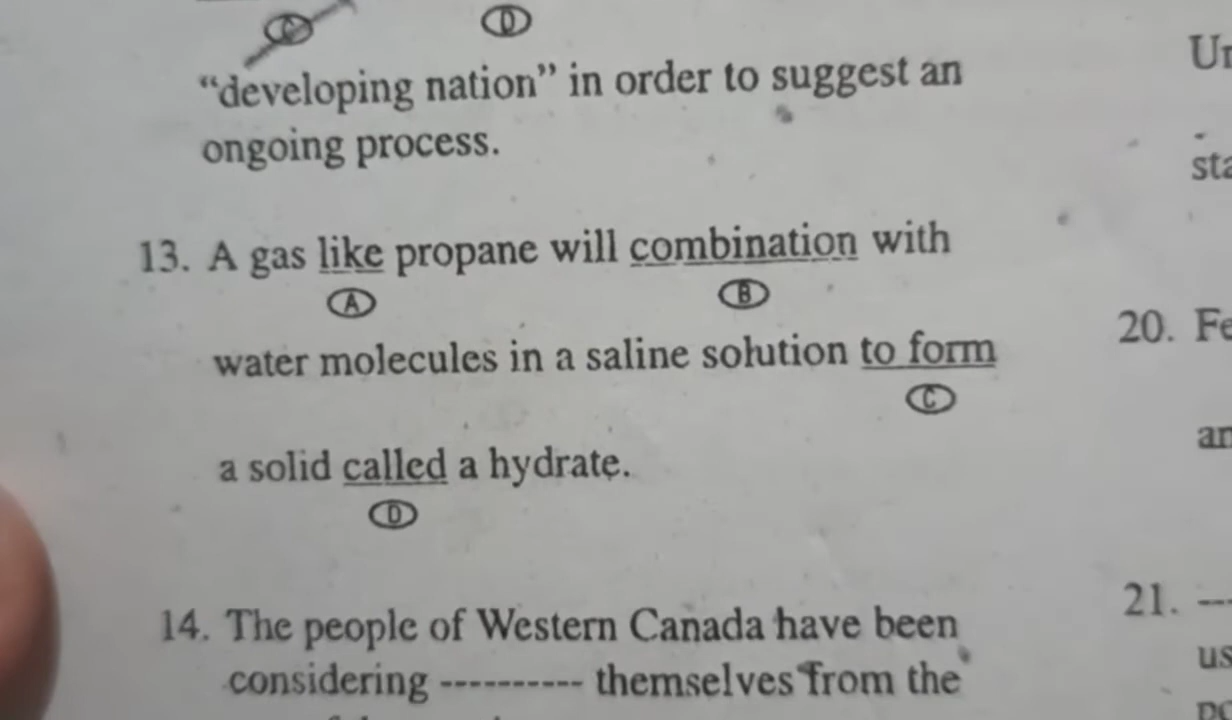 C D
“developing nation” in order to suggest an
ongoing process.
13. A gas like propane will combination with
A B
water molecules in a saline solution to form
C
a solid called a hydrate.
D
14. The people of Western Canada have been
considering ---------- themselves from the
20.
21.